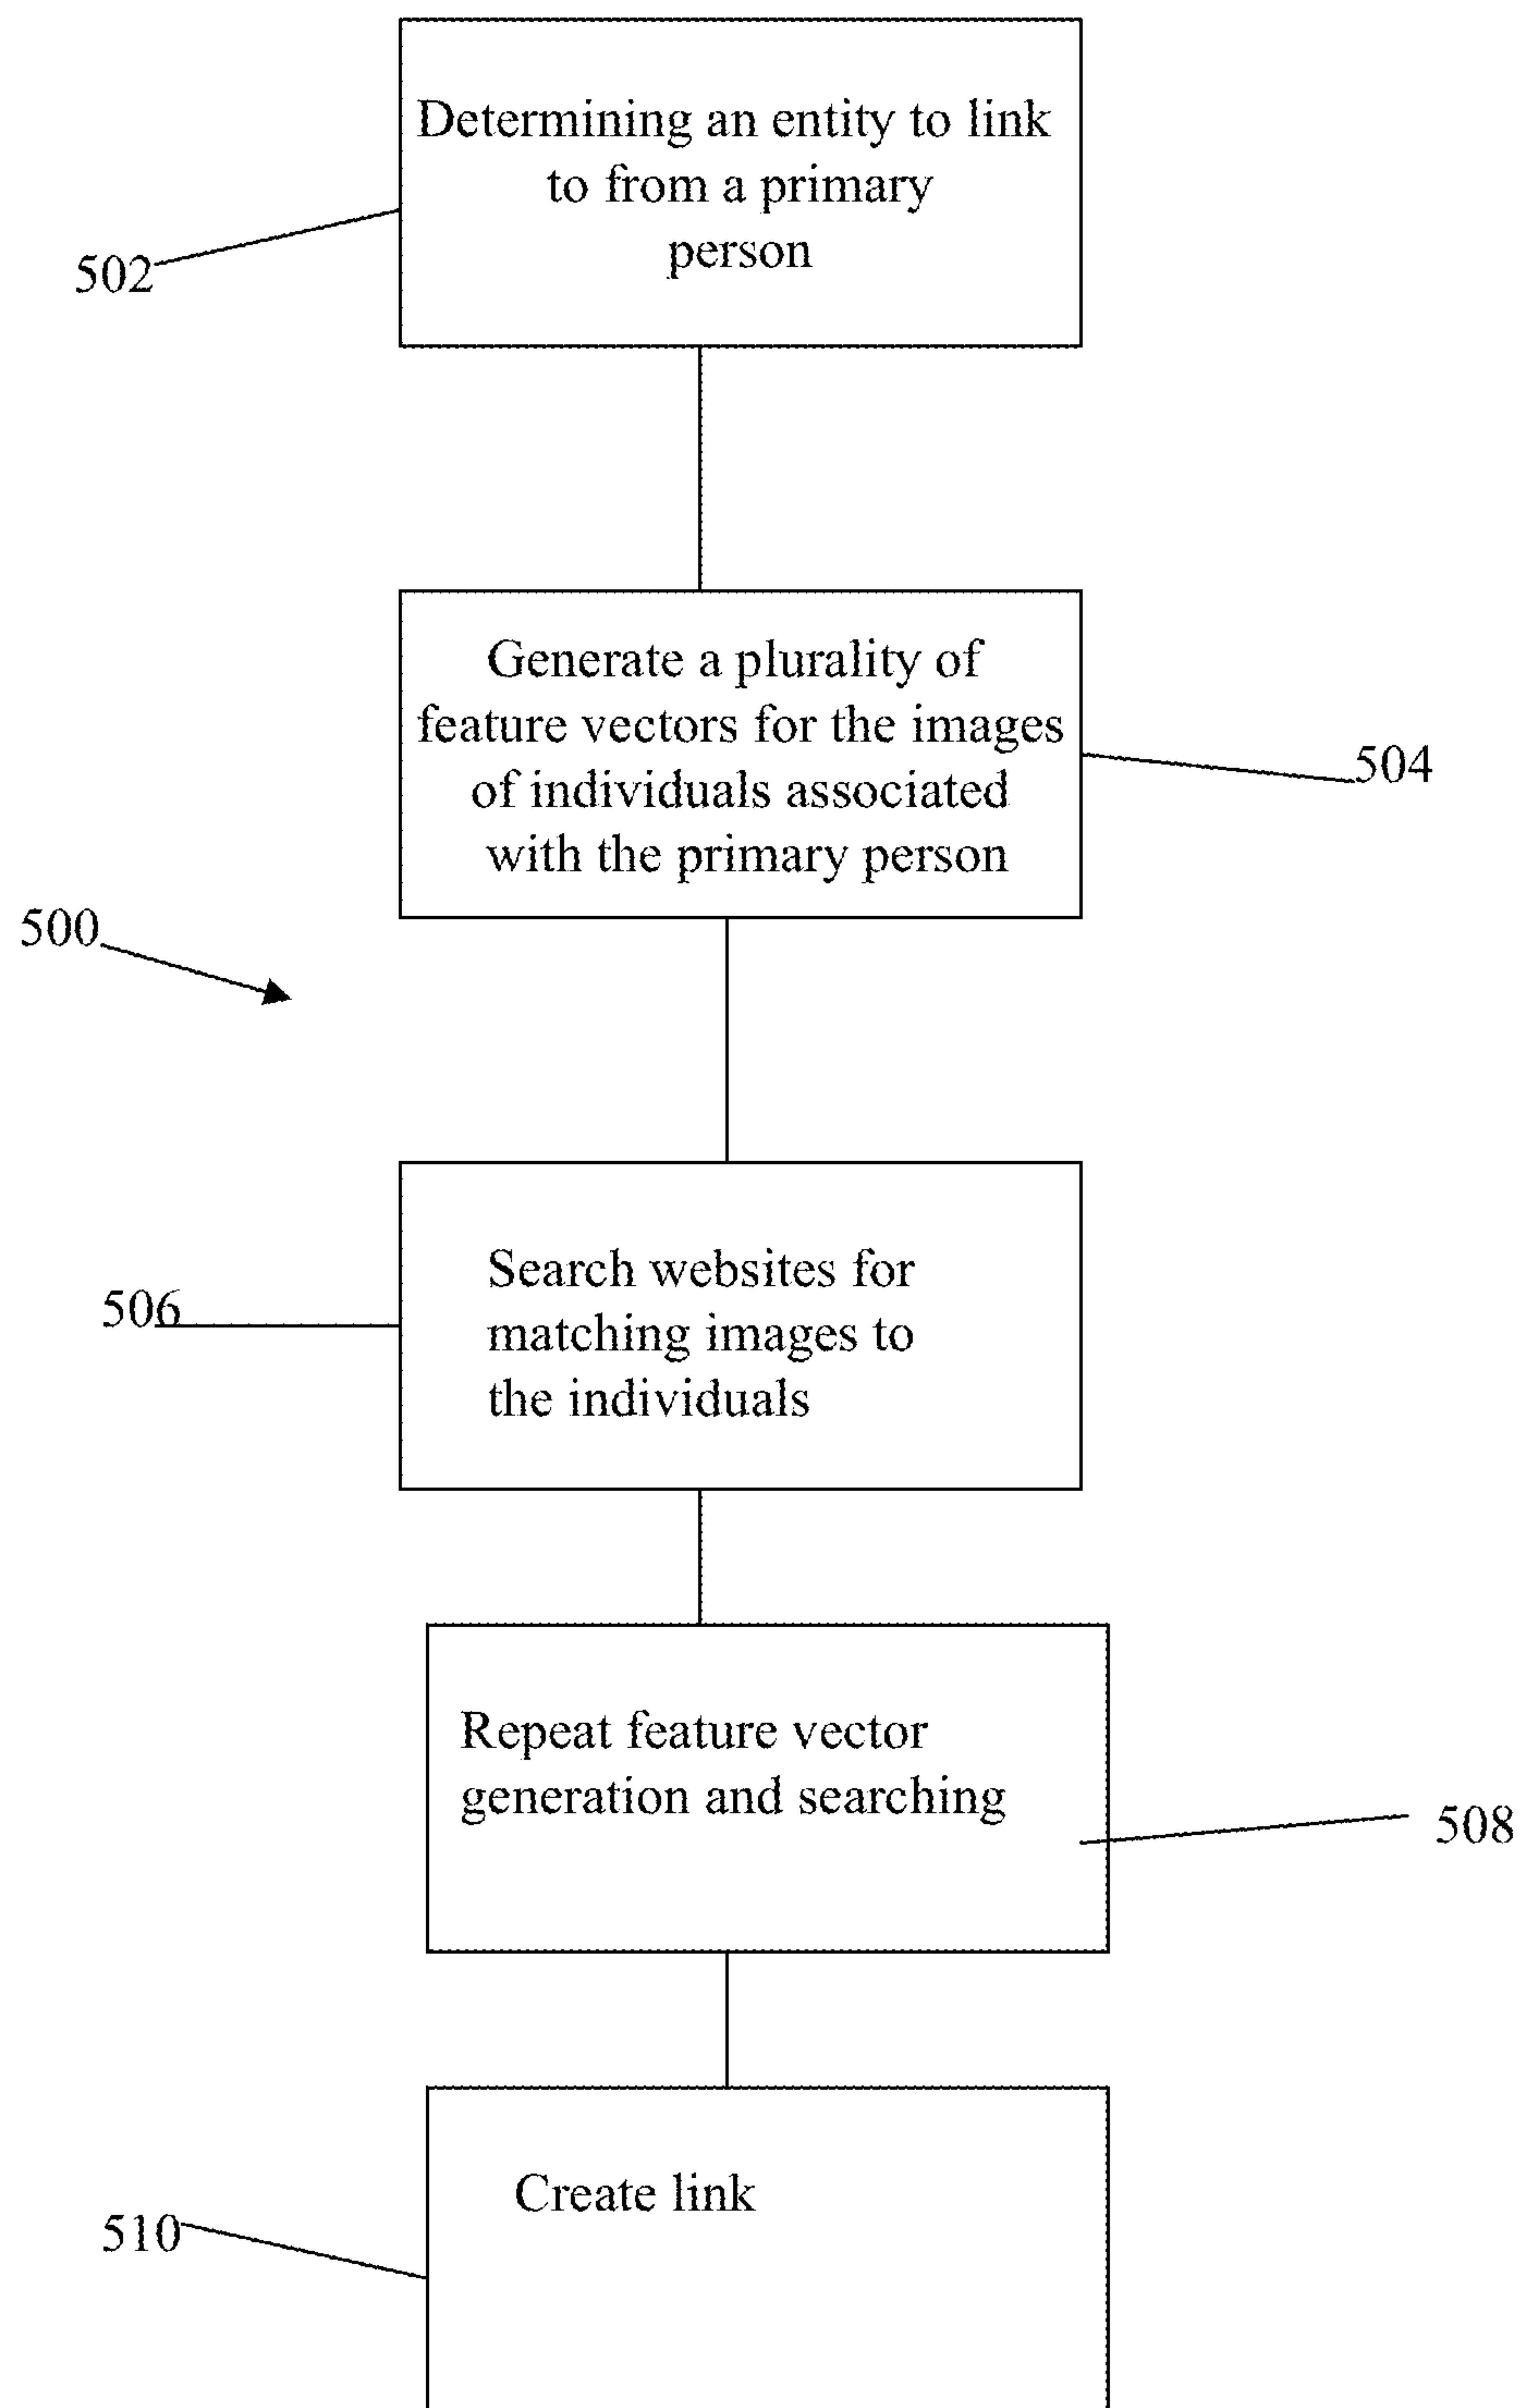 Determining an entity to link
to from a primary
person
502
Generate a plurality of
feature vectors for the images
of individuals associated
with the primary person
504
500
Search websites for
matching images to
the individuals
506
Repeat feature vector
generation and searching
508
Create link
510